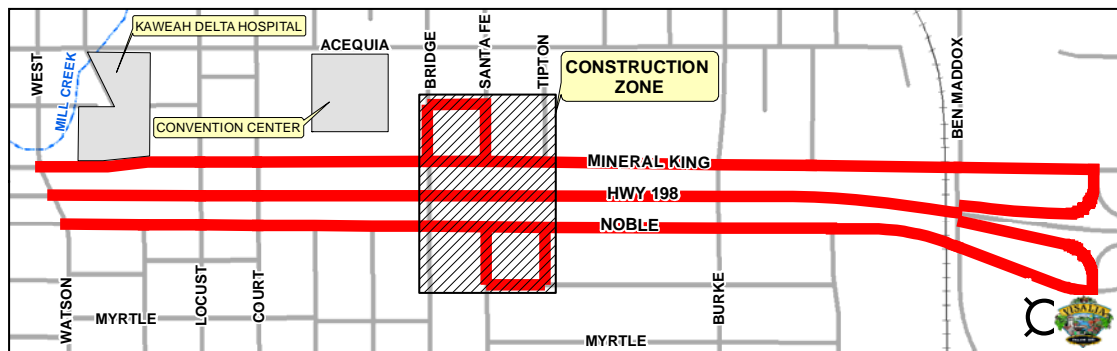 KAWEAH DELTA HOSPITAL
WEST
MILL CREEK
ACEQUIA
BRIDGE
SANTA FE
TIPTON
CONSTRUCTION
ZONE
CONVENTION CENTER
BEN MADDOX
MINERAL KING
HWY 198
NOBLE
WATSON
MYRTLE
LOCUST
COURT
BURKE
MYRTLE
VISALIA